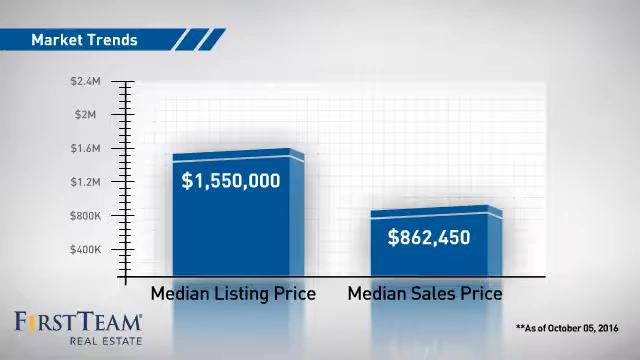 Market Trends
$2.4M
$2M
$1.6M
$1.2M
$800K
$400K
$1,550,000
$862,450
Median Listing Price
Median Sales Price
FIRSTTEAM®
REAL ESTATE
**As of October 05, 2016